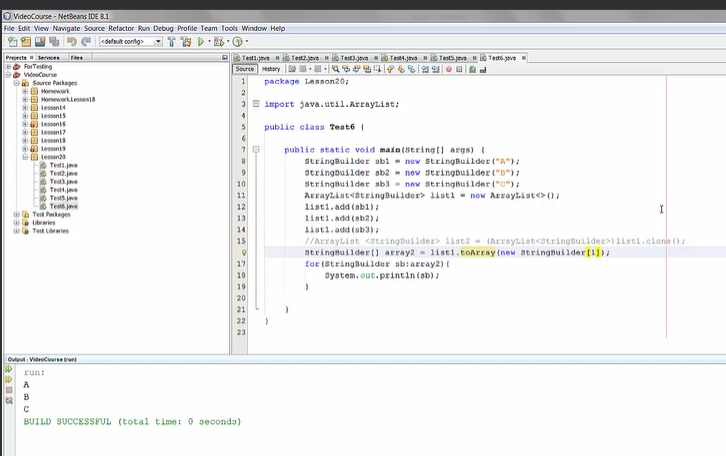 VideoCourse - NetBeans IDE 8.1
File Edit View Navigate Source Refactor Run Debug Profile Team Tools Window Help
<default config>
Projects Services Files
ForTesting
VideoCourse
Source Packages
Homework
Homework.Lesson18
Lesson14
Lesson15
Lesson16
Lesson17
Lesson18
Lesson19
Lesson20
Test1.java
Test2.java
Test3.java
Test4.java
Test5.java
Test6.java
Test Packages
Libraries
Test Libraries
Test1.java Test2.java Test3.java Test4.java Test5.java Test6.java
Source History
1 package Lesson20;
2
3 import java.util.ArrayList;
4
5 public class Test6 {
6
7 public static void main(String[] args) {
8 StringBuilder sb1 = new StringBuilder("A");
9 StringBuilder sb2 = new StringBuilder("B");
10 StringBuilder sb3 = new StringBuilder("C");
11 ArrayList<StringBuilder> list1 = new ArrayList<>();
12 list1.add(sb1);
13 list1.add(sb2);
14 list1.add(sb3);
15 //ArrayList <StringBuilder> list2 = (ArrayList<StringBuilder>)list1.clone();
StringBuilder[] array2 = list1.toArray(new StringBuilder[1]);
17 for(StringBuilder sb:array2){
18 System.out.println(sb);
19 }
20
21 }
22 }
23
Output - VideoCourse (run)
run:
A
B
C
BUILD SUCCESSFUL (total time: 0 seconds)